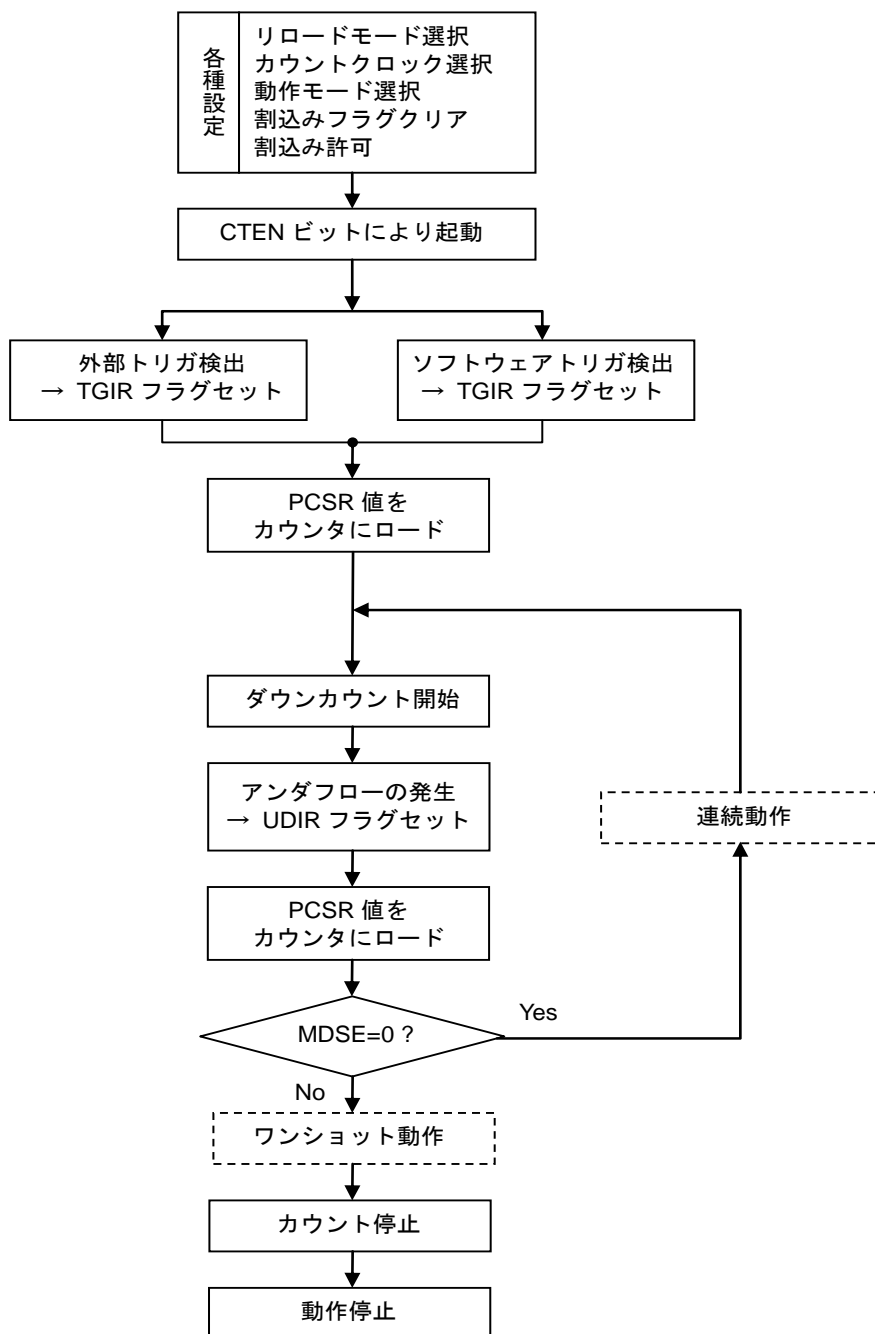 各種設定
リロードモード選択
カウントクロック選択
動作モード選択
割込みフラグクリア
割込み許可
CTEN ビットにより起動
外部トリガ検出
→ TGIR フラグセット
ソフトウェアトリガ検出
→ TGIR フラグセット
PCSR 値を
カウンタにロード
ダウンカウント開始
アンダフローの発生
→ UDIR フラグセット
連続動作
PCSR 値を
カウンタにロード
MDSE=0 ?
Yes
No
ワンショット動作
カウント停止
動作停止